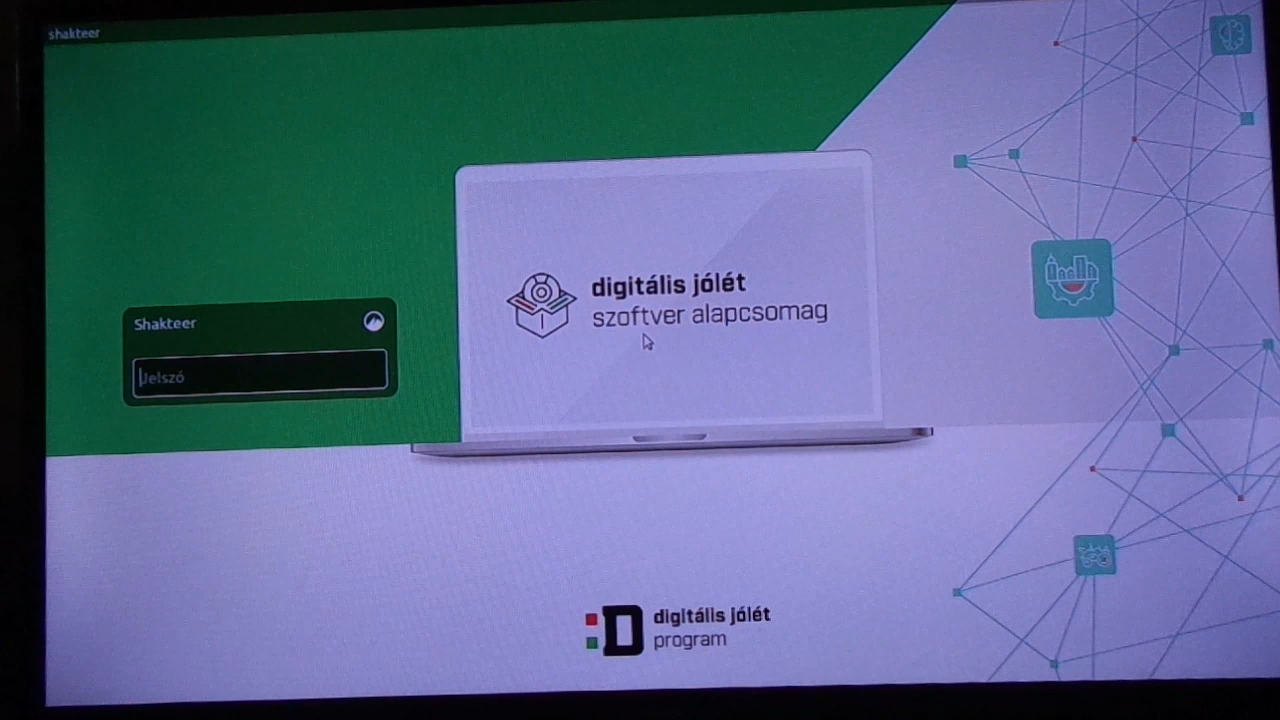 shakteer
digitális jólét
szoftver alapcsomag
Shakteer
Jelszó
digitális jólét
program